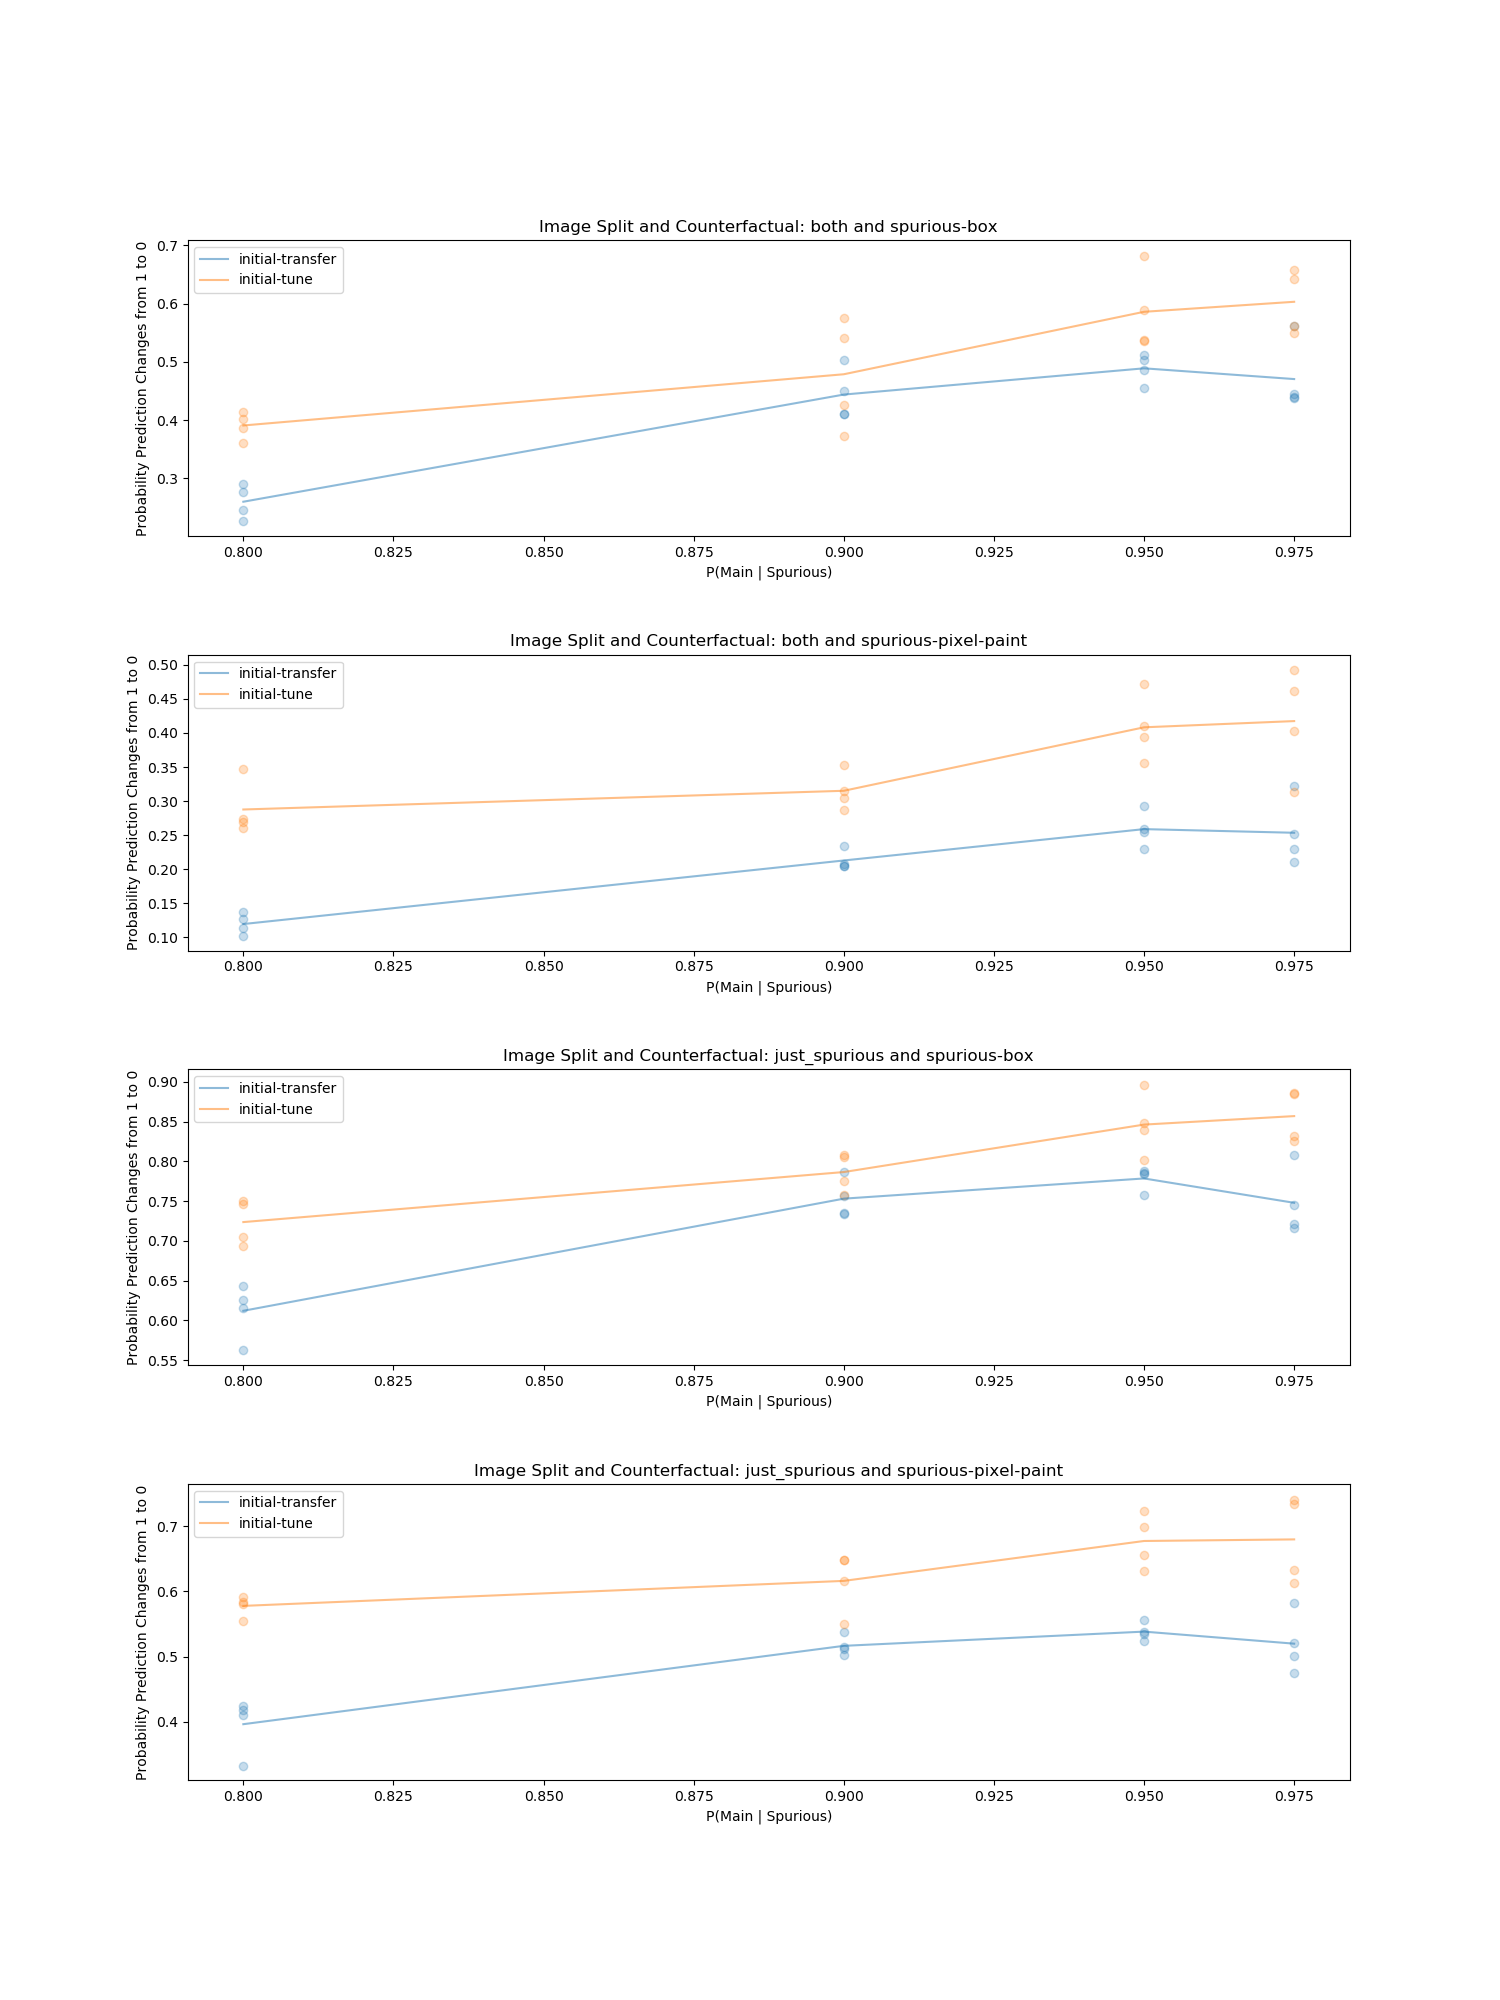 Image Split and Counterfactual: both and spurious-box
Probability Prediction Changes from 1 to 0
0.7
0.6
0.5
0.4
0.3
initial-transfer
initial-tune
0.800 0.825 0.850 0.875 0.900 0.925 0.950 0.975
P(Main | Spurious)
Image Split and Counterfactual: both and spurious-pixel-paint
Probability Prediction Changes from 1 to 0
0.50
0.45
0.40
0.35
0.30
0.25
0.20
0.15
0.10
initial-transfer
initial-tune
0.800 0.825 0.850 0.875 0.900 0.925 0.950 0.975
P(Main | Spurious)
Image Split and Counterfactual: just_spurious and spurious-box
Probability Prediction Changes from 1 to 0
0.90
0.85
0.80
0.75
0.70
0.65
0.60
0.55
initial-transfer
initial-tune
0.800 0.825 0.850 0.875 0.900 0.925 0.950 0.975
P(Main | Spurious)
Image Split and Counterfactual: just_spurious and spurious-pixel-paint
Probability Prediction Changes from 1 to 0
0.7
0.6
0.5
0.4
initial-transfer
initial-tune
0.800 0.825 0.850 0.875 0.900 0.925 0.950 0.975
P(Main | Spurious)